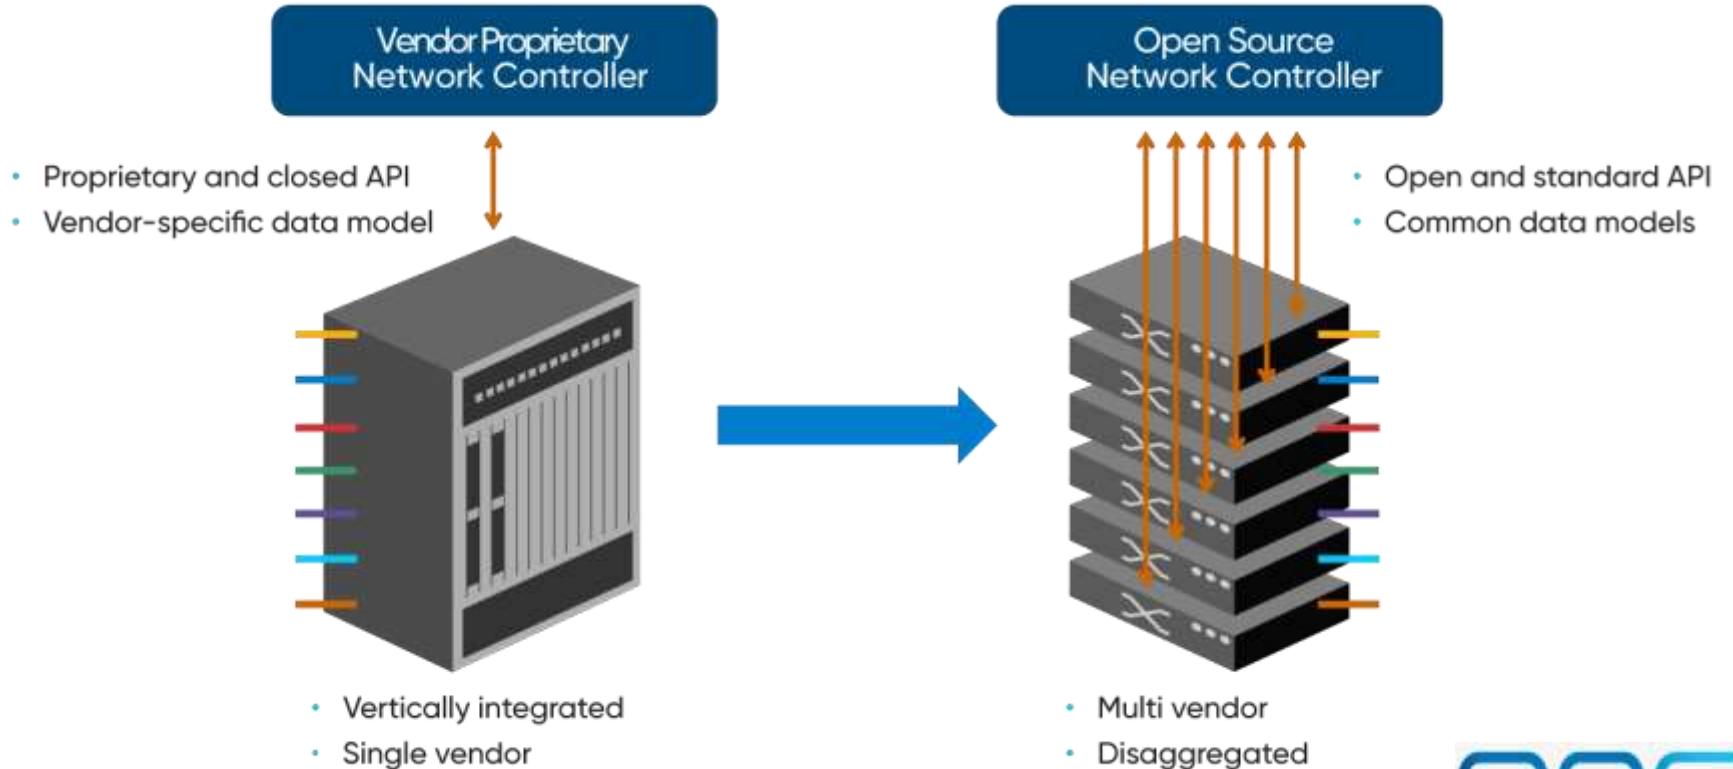 Vendor Proprietary
Network Controller
Open Source
Network Controller
• Proprietary and closed API
• Vendor-specific data model
• Open and standard API
• Common data models
• Vertically integrated
• Single vendor
• Multi vendor
• Disaggregated